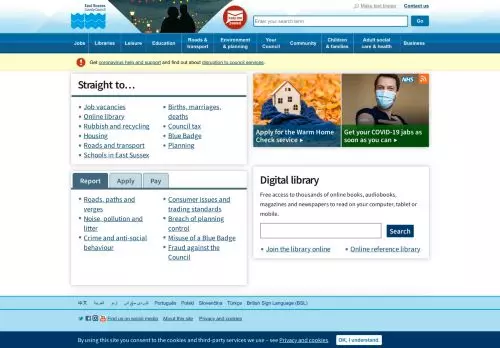 East Sussex
County Council
Make text bigger
Contact us
Enter your search term
Go
Jobs
Libraries
Leisure
Education
Roads & transport
Environment & planning
Your Council
Community
Children & families
Adult social care & health
Business
Get coronavirus help and support and find out about disruption to council services.
Straight to…
Job vacancies
Online library
Rubbish and recycling
Housing
Roads and transport
Schools in East Sussex
Births, marriages, deaths
Council tax
Blue Badge
Planning
Apply for the Warm Home Check service
NHS
Get your COVID-19 jabs as soon as you can
Report
Apply
Pay
Roads, paths and verges
Noise, pollution and litter
Crime and anti-social behaviour
Consumer issues and trading standards
Breach of planning control
Misuse of a Blue Badge
Fraud against the Council
Digital library
Free access to thousands of online books, audiobooks,
magazines and newspapers to read on your computer, tablet or
mobile.
Search
Join the library online
Online reference library
中文
العربية
اردو
Português
Polski
Slovenčina
Türkçe
British Sign Language (BSL)
Find us on social media
About this site
Privacy and cookies
By using this site you consent to the cookies and third-party services we use – see Privacy and cookies
OK, I understand.